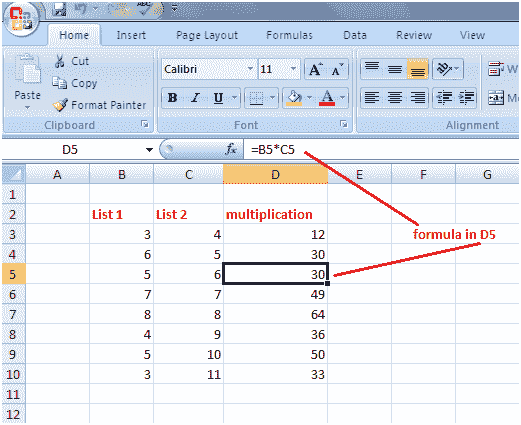 Home Insert Page Layout Formulas Data Review View
Cut
Copy
Format Painter
Paste
Calibri 11 A A
B I U A
Clipboard Font Alignment
D5 fx =B5*C5
A B C D E F G
1
2 List 1 List 2 multiplication
3 3 4 12 formula in D5
4 6 5 30
5 5 6 30
6 7 7 49
7 8 8 64
8 4 9 36
9 5 10 50
10 3 11 33
11
12